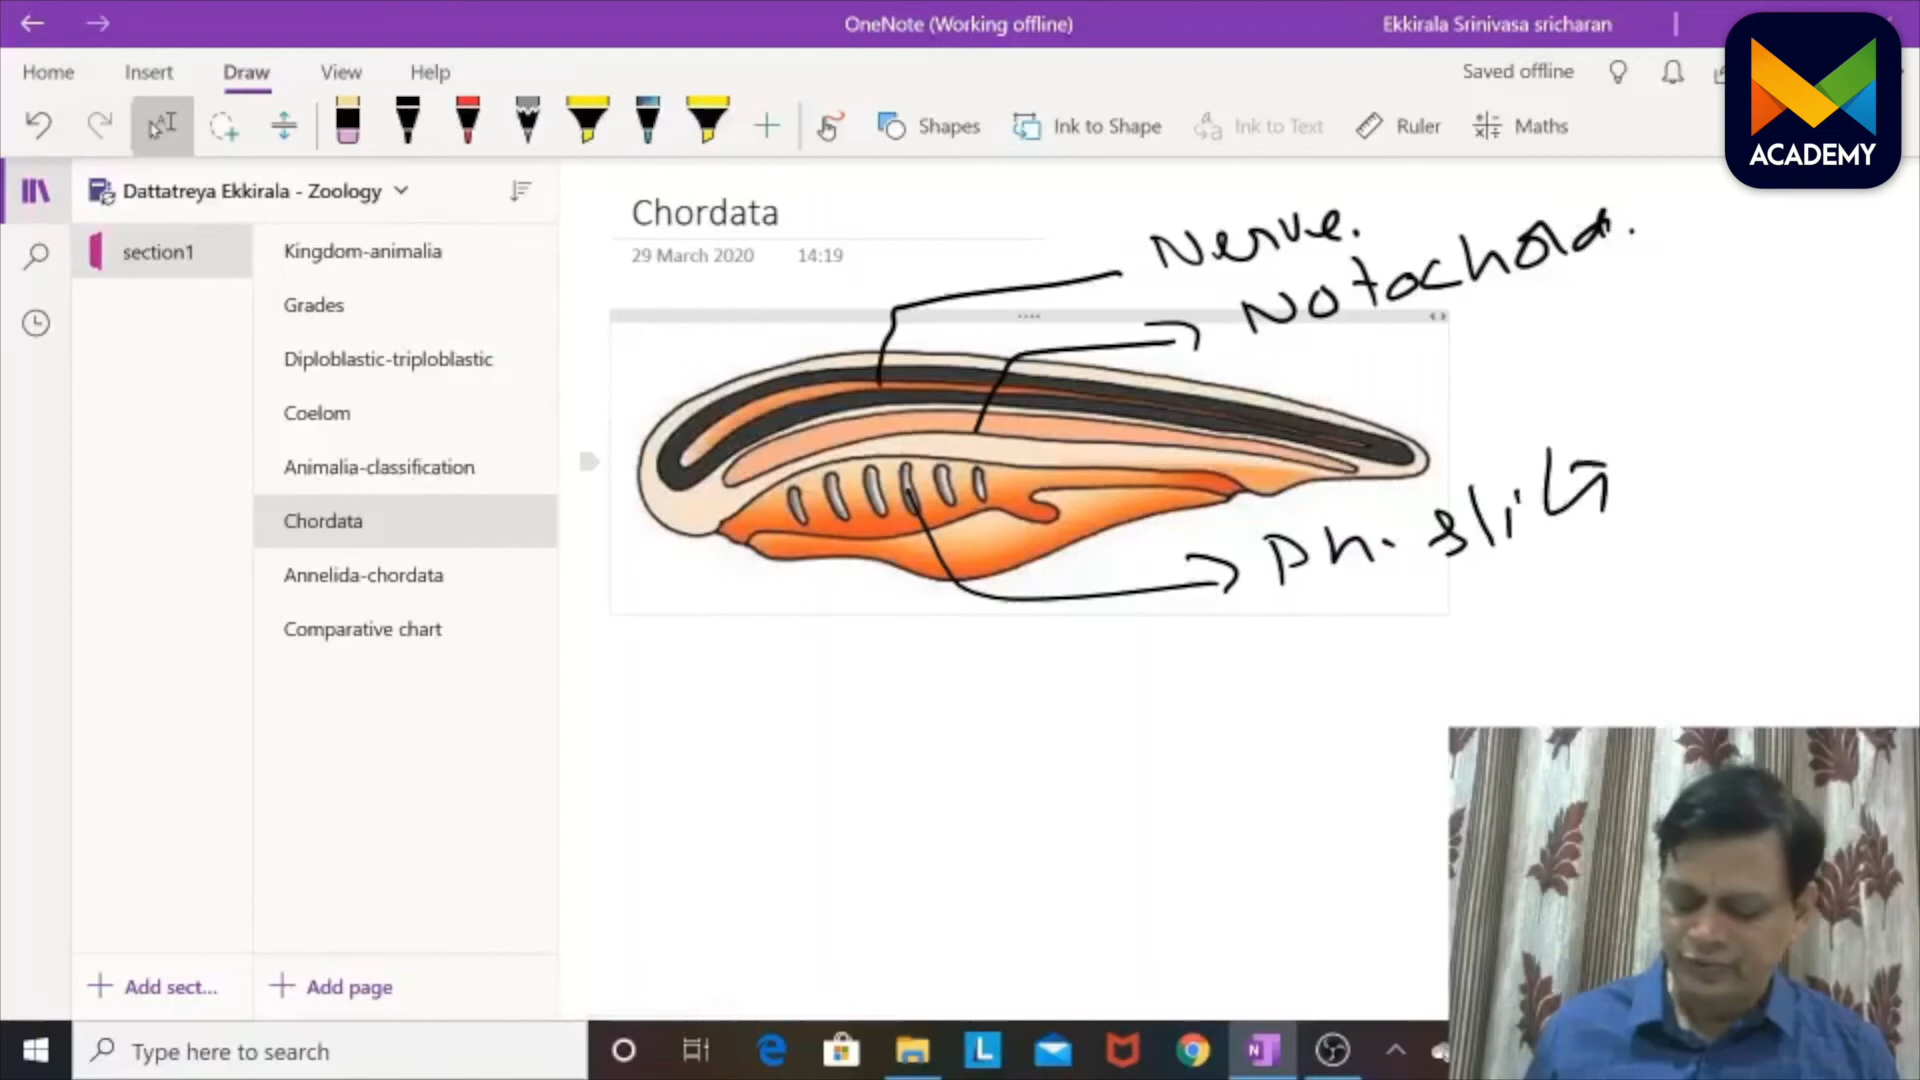 OneNote (Working offline)
Ekkirala Srinivasa sricharan
Home Insert Draw View Help
Saved offline
Shapes Ink to Shape Ink to Text Ruler Maths
ACADEMY
Dattatreya Ekkirala - Zoology
section1
Kingdom-animalia
Grades
Diploblastic-triploblastic
Coelom
Animalia-classification
Chordata
Annelida-chordata
Comparative chart
Add sect...
Add page
Chordata
29 March 2020 14:19
Nerve.
Notochord.
Ph. slits
Type here to search